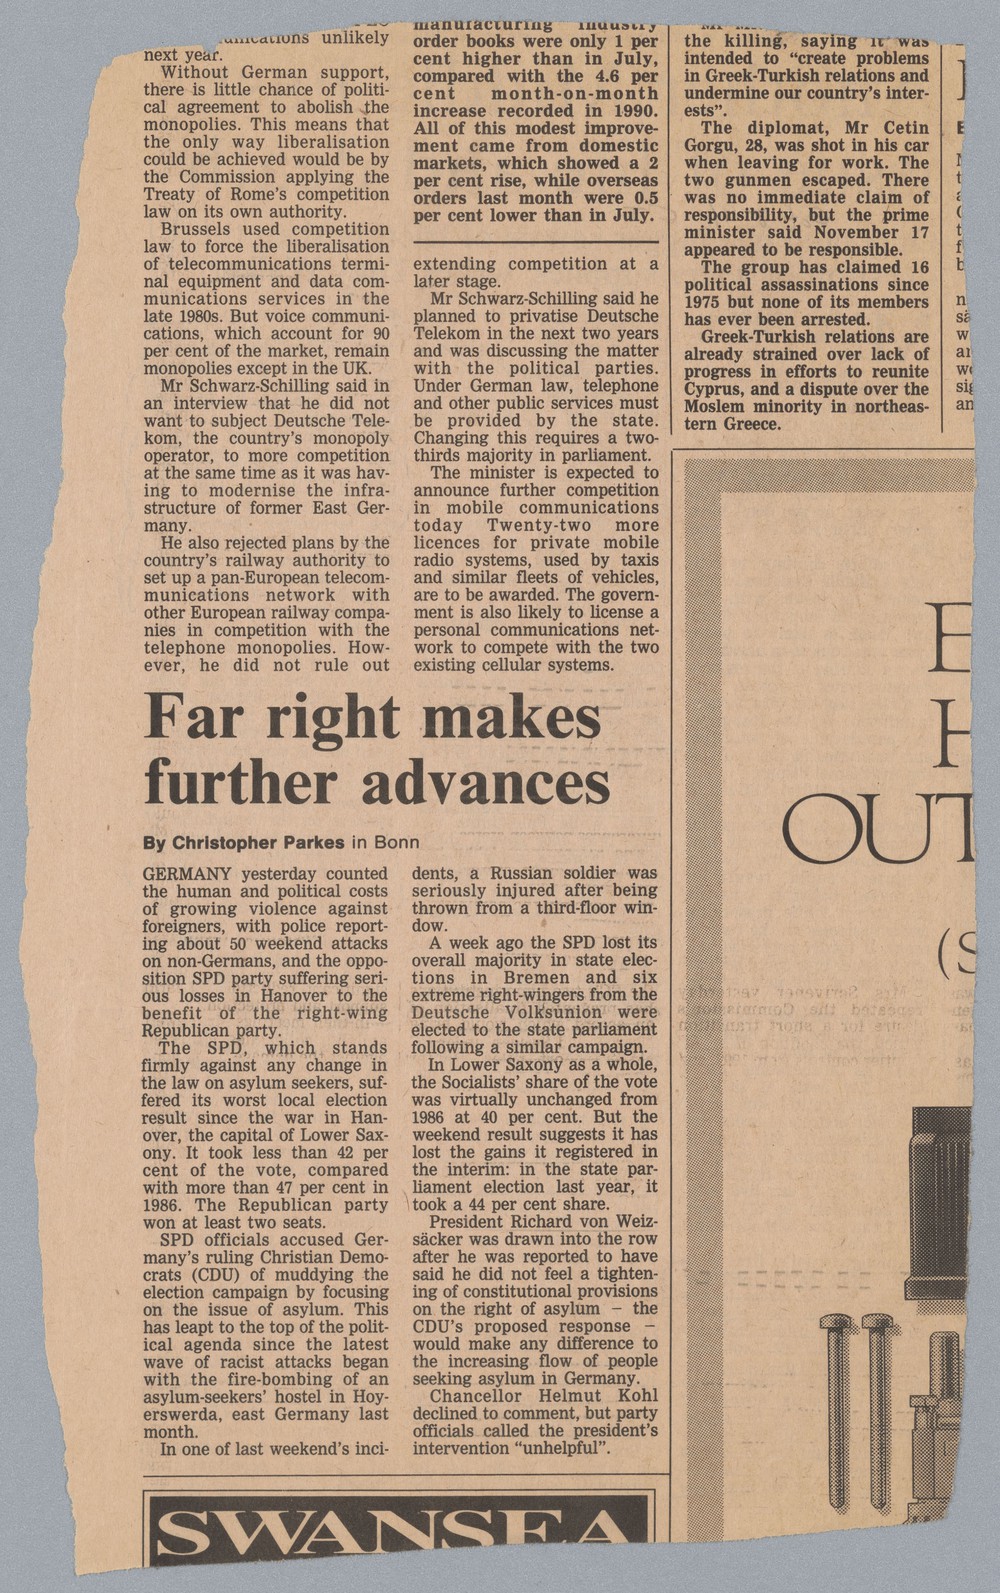 unlikely
next year.
Without German support,
there is little chance of politi-
cal agreement to abolish the
monopolies. This means that
the only way liberalisation
could be achieved would be by
the Commission applying the
Treaty of Rome's competition
law on its own authority.
Brussels used competition
law to force the liberalisation
of telecommunications termi-
nal equipment and data com-
munications services in the
late 1980s. But voice communi-
cations, which account for 90
per cent of the market, remain
monopolies except in the UK.
Mr Schwarz-Schilling said in
an interview that he did not
want to subject Deutsche Tele-
kom, the country's monopoly
operator, to more competition
at the same time as it was hav-
ing to modernise the infra-
structure of former East Ger-
many.
He also rejected plans by the
country's railway authority to
set up a pan-European telecom-
munications network with
other European railway compa-
nies in competition with the
telephone monopolies. How-
ever, he did not rule out
manufacturing industry
order books were only 1 per
cent higher than in July,
compared with the 4.6 per
cent month-on-month
increase recorded in 1990.
All of this modest improve-
ment came from domestic
markets, which showed a 2
per cent rise, while overseas
orders last month were 0.5
per cent lower than in July.
extending competition at a
later stage.
Mr Schwarz-Schilling said he
planned to privatise Deutsche
Telekom in the next two years
and was discussing the matter
with the political parties.
Under German law, telephone
and other public services must
be provided by the state.
Changing this requires a two-
thirds majority in parliament.
The minister is expected to
announce further competition
in mobile communications
today Twenty-two more
licences for private mobile
radio systems, used by taxis
and similar fleets of vehicles,
are to be awarded. The govern-
ment is also likely to license a
personal communications net-
work to compete with the two
existing cellular systems.
the killing, saying it was
intended to "create problems
in Greek-Turkish relations and
undermine our country's inter-
ests".
The diplomat, Mr Cetin
Gorgu, 28, was shot in his car
when leaving for work. The
two gunmen escaped. There
was no immediate claim of
responsibility, but the prime
minister said November 17
appeared to be responsible.
The group has claimed 16
political assassinations since
1975 but none of its members
has ever been arrested.
Greek-Turkish relations are
already strained over lack of
progress in efforts to reunite
Cyprus, and a dispute over the
Moslem minority in northeas-
tern Greece.
Far right makes
further advances
By Christopher Parkes in Bonn
GERMANY yesterday counted
the human and political costs
of growing violence against
foreigners, with police report-
ing about 50 weekend attacks
on non-Germans, and the oppo-
sition SPD party suffering seri-
ous losses in Hanover to the
benefit of the right-wing
Republican party.
The SPD, which stands
firmly against any change in
the law on asylum seekers, suf-
fered its worst local election
result since the war in Han-
over, the capital of Lower Sax-
ony. It took less than 42 per
cent of the vote, compared
with more than 47 per cent in
1986. The Republican party
won at least two seats.
SPD officials accused Ger-
many's ruling Christian Demo-
crats (CDU) of muddying the
election campaign by focusing
on the issue of asylum. This
has leapt to the top of the polit-
ical agenda since the latest
wave of racist attacks began
with the fire-bombing of an
asylum-seekers' hostel in Hoy-
erswerda, east Germany last
month.
In one of last weekend's inci-
dents, a Russian soldier was
seriously injured after being
thrown from a third-floor win-
dow.
A week ago the SPD lost its
overall majority in state elec-
tions in Bremen and six
extreme right-wingers from the
Deutsche Volksunion were
elected to the state parliament
following a similar campaign.
In Lower Saxony as a whole,
the Socialists' share of the vote
was virtually unchanged from
1986 at 40 per cent. But the
weekend result suggests it has
lost the gains it registered in
the interim: in the state par-
liament election last year, it
took a 44 per cent share.
President Richard von Weiz-
säcker was drawn into the row
after he was reported to have
said he did not feel a tighten-
ing of constitutional provisions
on the right of asylum – the
CDU's proposed response –
would make any difference to
the increasing flow of people
seeking asylum in Germany.
Chancellor Helmut Kohl
declined to comment, but party
officials called the president's
intervention "unhelpful".
E
H
OUT
(S
SWANSEA